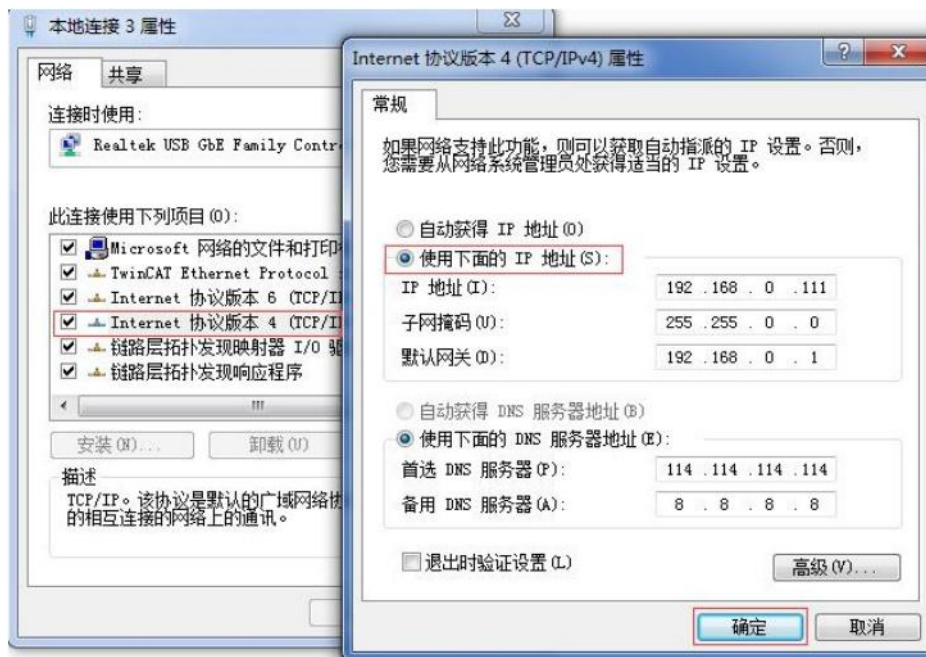 本地连接 3 属性
网络
共享
连接时使用:
Realtek USB GbE Family Contr
此连接使用下列项目(O):
Microsoft 网络的文件和打印
TwinCAT Ethernet Protocol
Internet 协议版本 6 (TCP/I
Internet 协议版本 4 (TCP/I
链路层拓扑发现映射器 I/O 驱
链路层拓扑发现响应程序
安装(N)...
卸载(U)
描述
TCP/IP。该协议是默认的广域网络协
的相互连接的网络上的通讯。
Internet 协议版本 4 (TCP/IPv4) 属性
常规
如果网络支持此功能，则可以获取自动指派的 IP 设置。否则，
您需要从网络系统管理员处获得适当的 IP 设置。
自动获得 IP 地址(O)
使用下面的 IP 地址(S):
IP 地址(I): 192 . 168 . 0 . 111
子网掩码(U): 255 . 255 . 0 . 0
默认网关(D): 192 . 168 . 0 . 1
自动获得 DNS 服务器地址(B)
使用下面的 DNS 服务器地址(E):
首选 DNS 服务器(P): 114 . 114 . 114 . 114
备用 DNS 服务器(A): 8 . 8 . 8 . 8
退出时验证设置(L)
高级(V)...
确定
取消